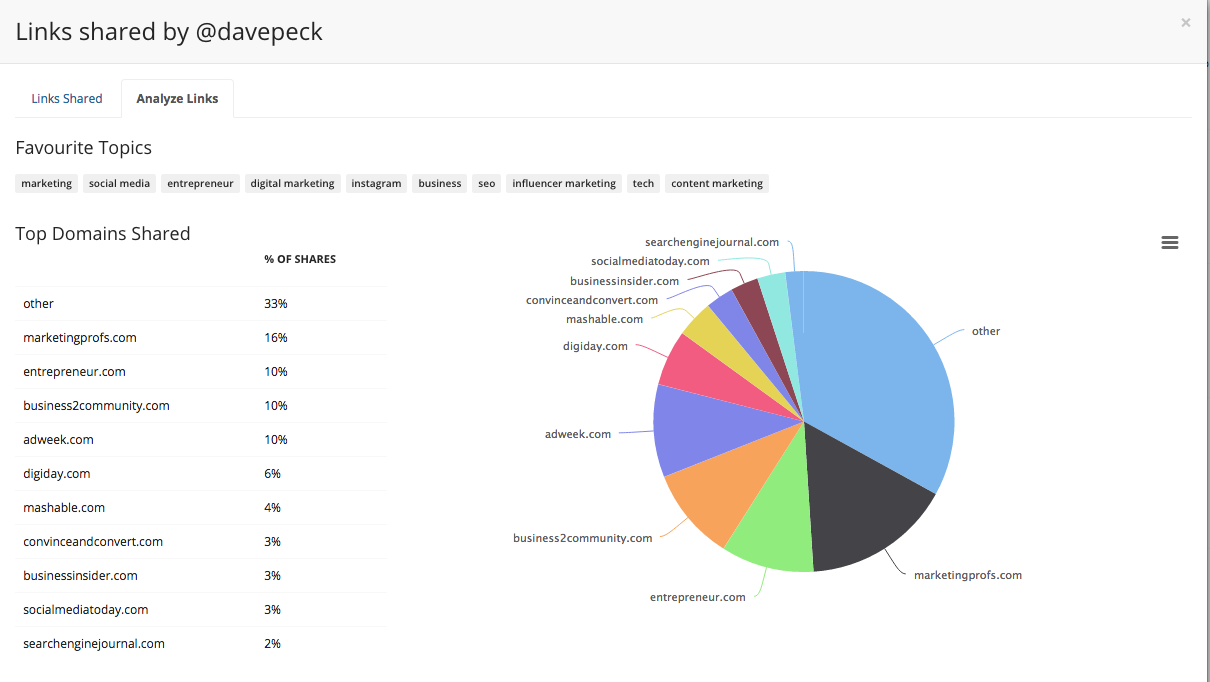 Links shared by @davepeck
×
Links Shared
Analyze Links
Favourite Topics
marketing social media entrepreneur digital marketing instagram business seo influencer marketing tech content marketing
Top Domains Shared
% OF SHARES
other 33%
marketingprofs.com 16%
entrepreneur.com 10%
business2community.com 10%
adweek.com 10%
digiday.com 6%
mashable.com 4%
convinceandconvert.com 3%
businessinsider.com 3%
socialmediatoday.com 3%
searchenginejournal.com 2%
searchenginejournal.com
socialmediatoday.com
businessinsider.com
convinceandconvert.com
mashable.com
digiday.com
adweek.com
business2community.com
entrepreneur.com
marketingprofs.com
other